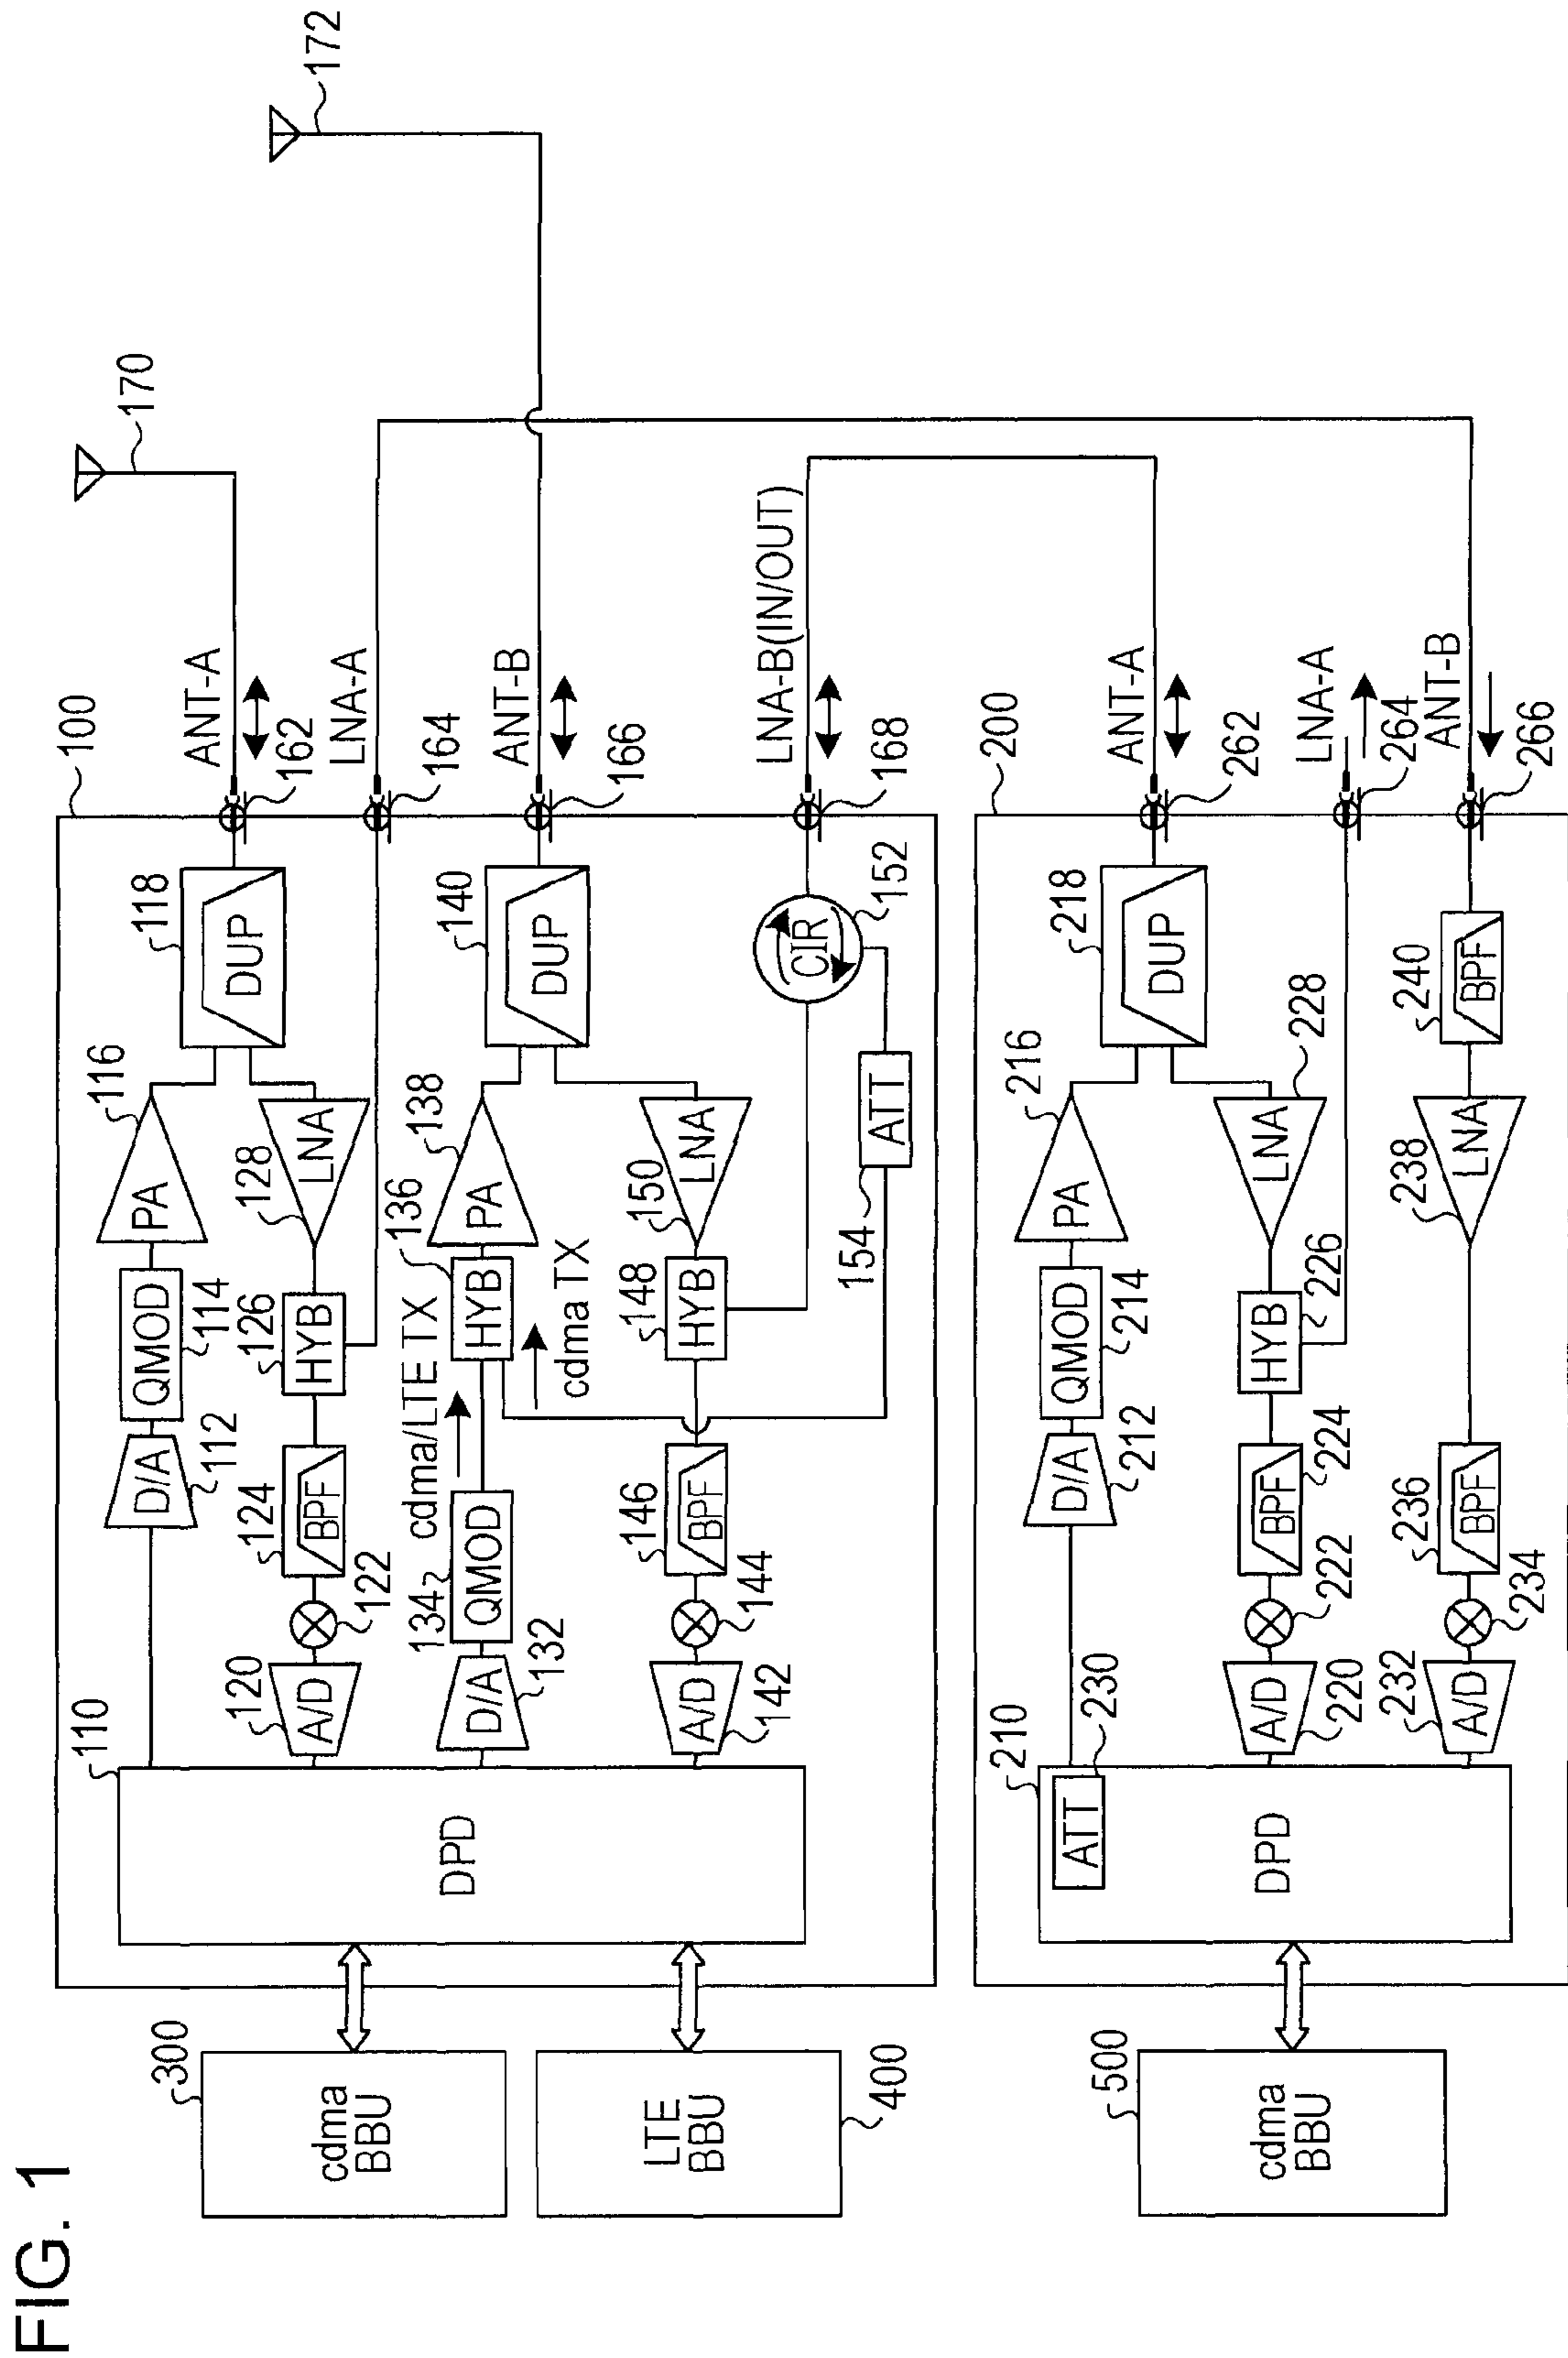 FIG. 1
100
170
172
110
D/A
112
QMOD
114
PA
116
DUP
118
ANT-A
162
A/D
120
122
BPF
124
HYB
126
LNA
128
LNA-A
164
DPD
D/A
132
QMOD
134
cdma/LTE TX
HYB
136
cdma TX
PA
138
DUP
140
ANT-B
166
A/D
142
144
BPF
146
HYB
148
LNA
150
CIR
152
ATT
154
LNA-B(IN/OUT)
168
300
cdma
BBU
LTE
BBU
400
200
210
ATT
230
DPD
D/A
212
QMOD
214
PA
216
DUP
218
ANT-A
262
A/D
220
222
BPF
224
HYB
226
LNA
228
LNA-A
264
A/D
232
234
BPF
236
LNA
238
BPF
240
ANT-B
266
500
cdma
BBU